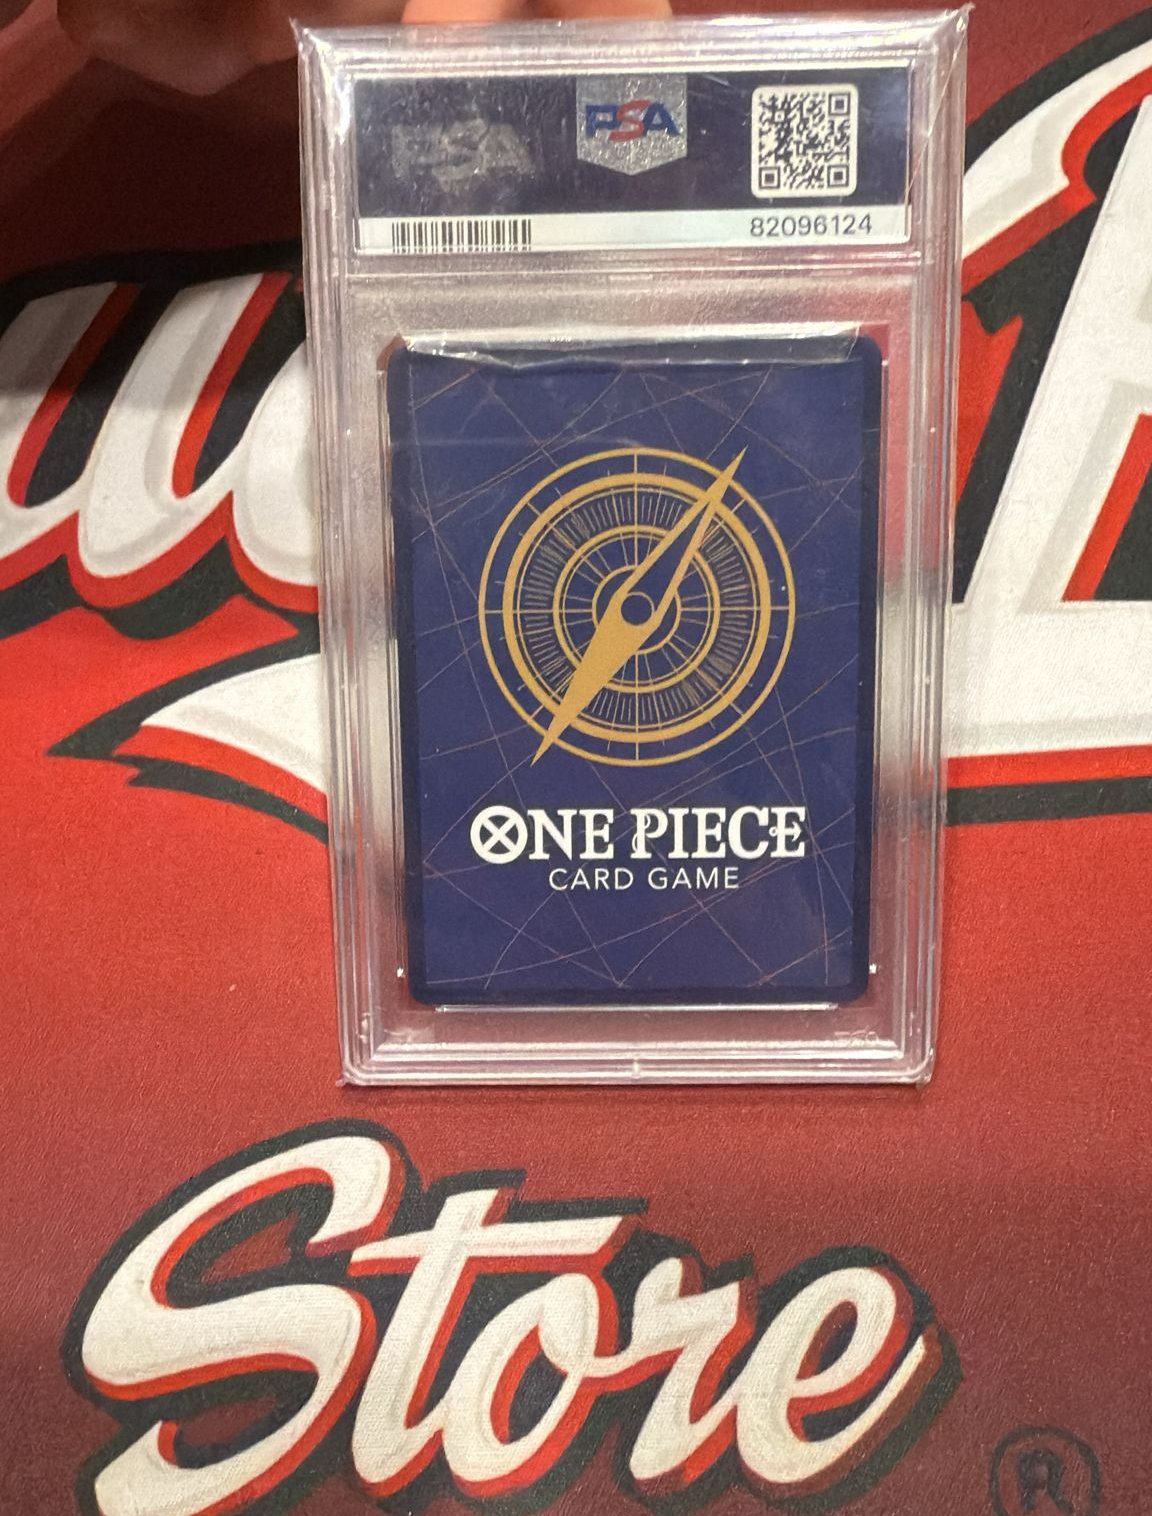 PSA
82096124
ONE PIECE
CARD GAME
Store
R